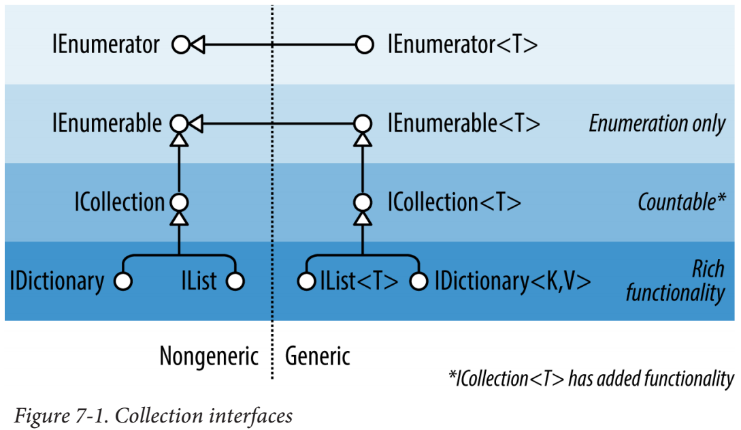 IEnumerator IEnumerator<T>
IEnumerable IEnumerable<T> Enumeration only
ICollection ICollection<T> Countable*
IDictionary IList IList<T> IDictionary<K,V> Rich
functionality
Nongeneric Generic
*ICollection<T> has added functionality
Figure 7-1. Collection interfaces